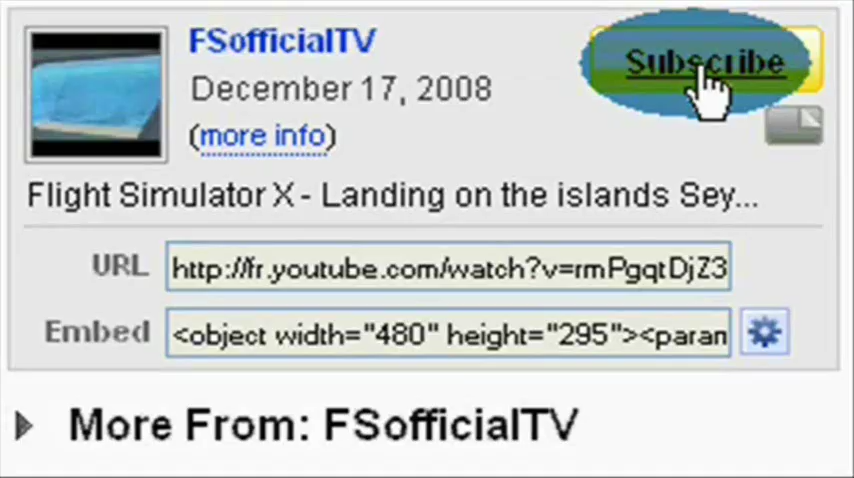 FSofficialTV
Subscribe
December 17, 2008
(more info)
Flight Simulator X - Landing on the islands Sey...
URL http://fr.youtube.com/watch?v=rmPgqtDjZ3
Embed <object width="480" height="295"><param
More From: FSofficialTV